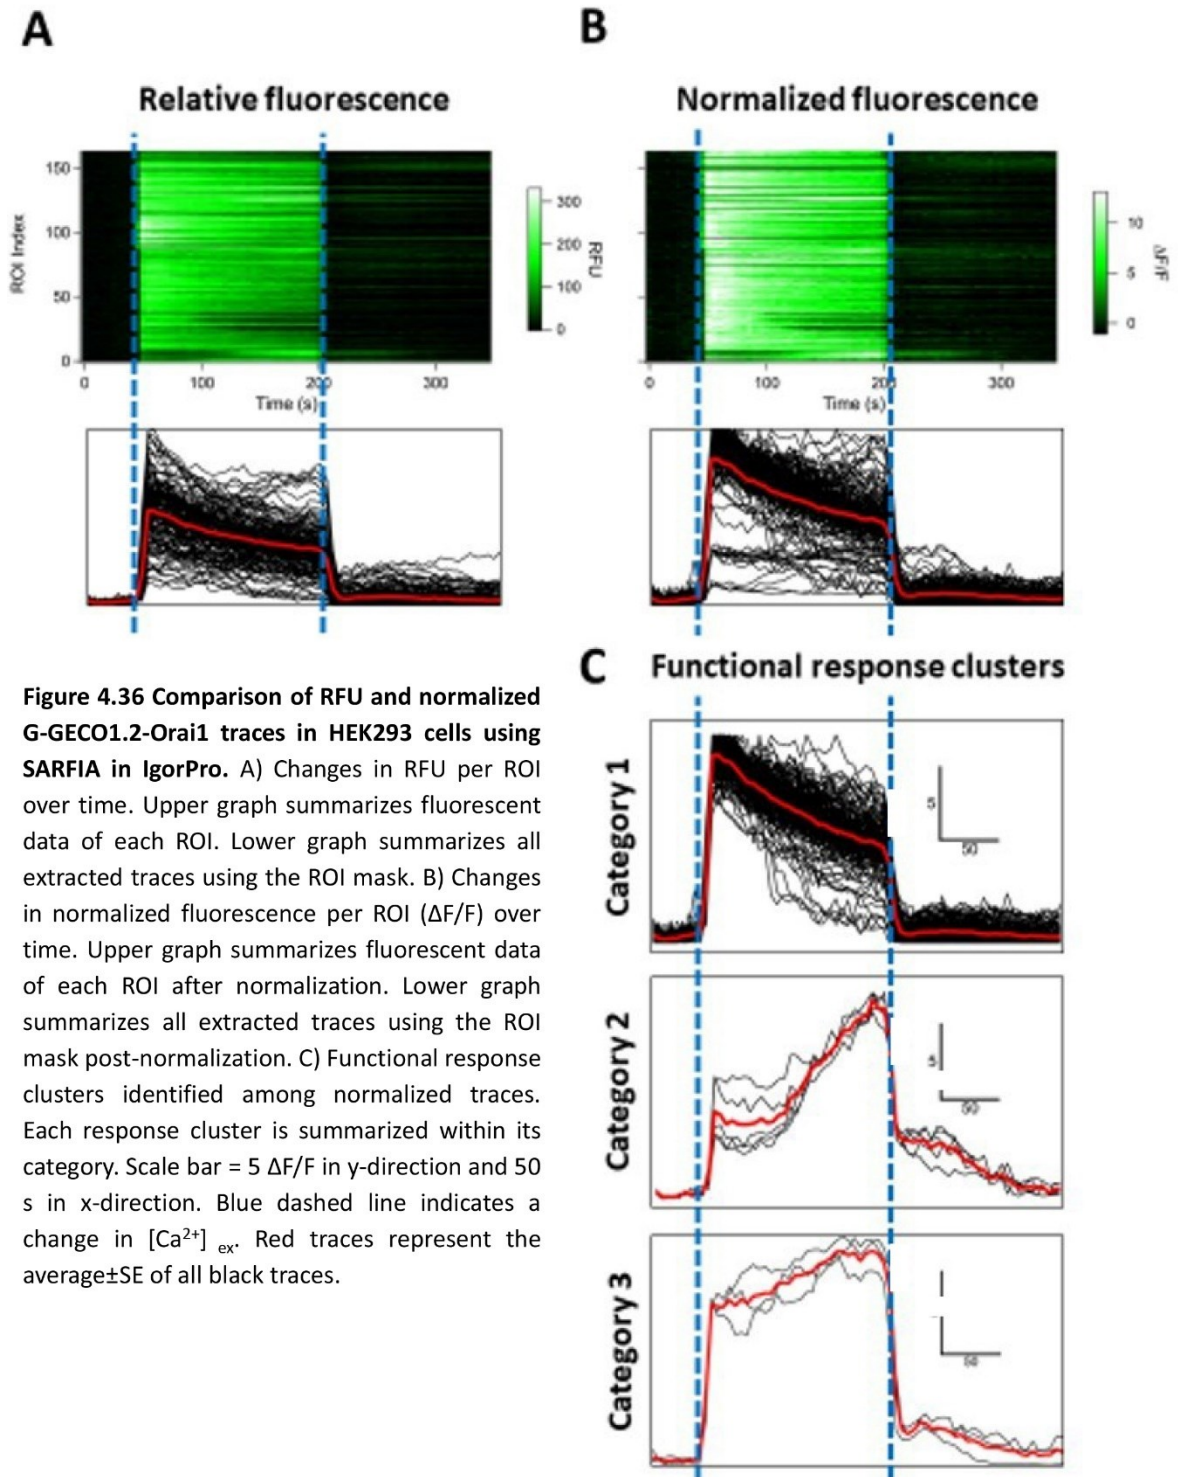 A
B
Relative fluorescence
Normalized fluorescence
150
100
50
0
ROI Index
300
200
100
0
RFU
10
5
0
ΔF/F
0
100
200
300
Time (s)
0
100
200
300
Time (s)
C
Functional response clusters
Figure 4.36 Comparison of RFU and normalized
G-GECO1.2-Orai1 traces in HEK293 cells using
SARFIA in IgorPro. A) Changes in RFU per ROI
over time. Upper graph summarizes fluorescent
data of each ROI. Lower graph summarizes all
extracted traces using the ROI mask. B) Changes
in normalized fluorescence per ROI (ΔF/F) over
time. Upper graph summarizes fluorescent data
of each ROI after normalization. Lower graph
summarizes all extracted traces using the ROI
mask post-normalization. C) Functional response
clusters identified among normalized traces.
Each response cluster is summarized within its
category. Scale bar = 5 ΔF/F in y-direction and 50
s in x-direction. Blue dashed line indicates a
change in [Ca²⁺] ex. Red traces represent the
average±SE of all black traces.
Category 1
5
50
Category 2
5
50
Category 3
50